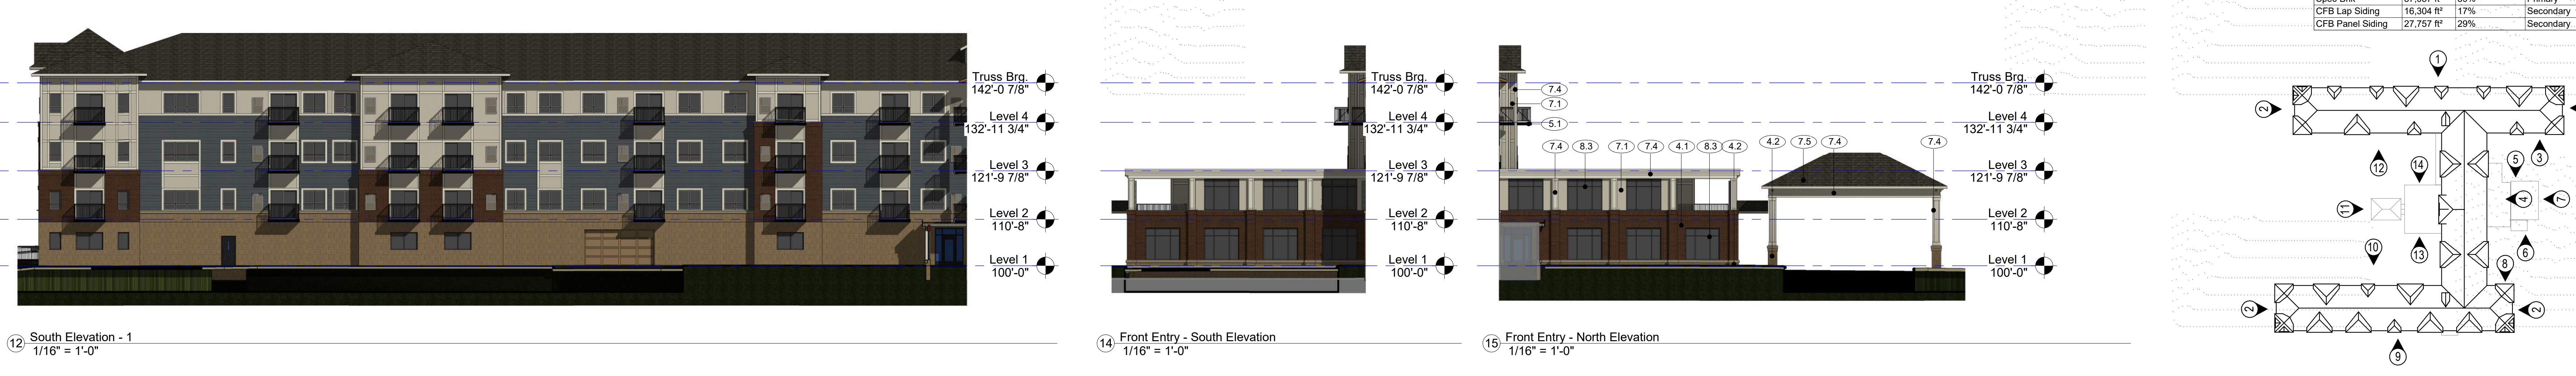 CFB Lap Siding 16,304 ft² 17% Secondary
CFB Panel Siding 27,757 ft² 29% Secondary
Truss Brg.
142'-0 7/8"
Level 4
132'-11 3/4"
Level 3
121'-9 7/8"
Level 2
110'-8"
Level 1
100'-0"
12 South Elevation - 1
1/16" = 1'-0"
Truss Brg.
142'-0 7/8"
Level 4
132'-11 3/4"
Level 3
121'-9 7/8"
Level 2
110'-8"
Level 1
100'-0"
14 Front Entry - South Elevation
1/16" = 1'-0"
7.4
7.1
5.1
7.4 8.3 7.1 7.4 4.1 8.3 4.2 4.2 7.5 7.4 7.4
Truss Brg.
142'-0 7/8"
Level 4
132'-11 3/4"
Level 3
121'-9 7/8"
Level 2
110'-8"
Level 1
100'-0"
15 Front Entry - North Elevation
1/16" = 1'-0"
1
2
3
12
14
5
4
7
11
13
6
10
8
2
2
9